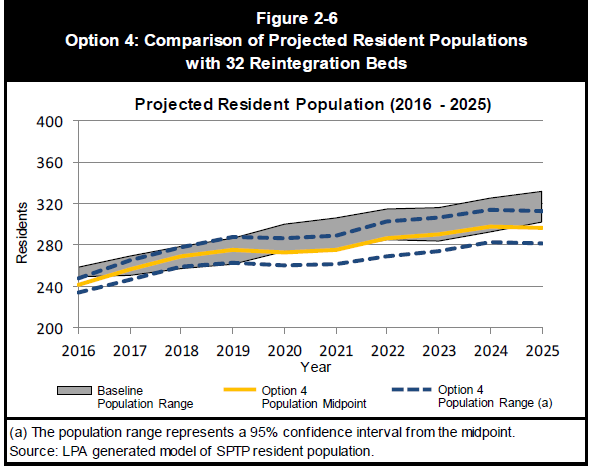 Figure 2-6
Option 4: Comparison of Projected Resident Populations
with 32 Reintegration Beds
Projected Resident Population (2016 - 2025)
400
360
320
280
240
200
Residents
2016 2017 2018 2019 2020 2021 2022 2023 2024 2025
Year
Baseline
Population Range
Option 4
Population Midpoint
Option 4
Population Range (a)
(a) The population range represents a 95% confidence interval from the midpoint.
Source: LPA generated model of SPTP resident population.